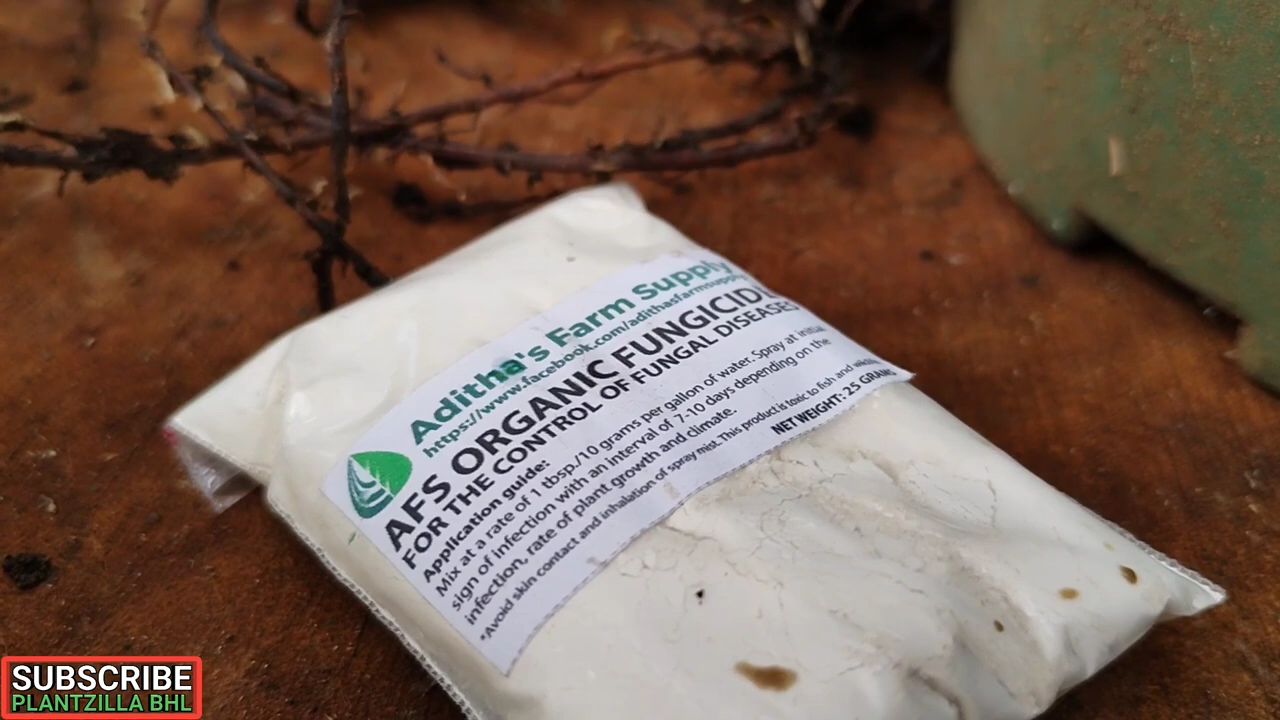 Aditha's Farm Supply
https://www.facebook.com/adithasfarmsupply
AFS ORGANIC FUNGICIDE
FOR THE CONTROL OF FUNGAL DISEASES
Application guide:
Mix at a rate of 1 tbsp/10 grams per gallon of water. Spray at initial
sign of infection with an interval of 7-10 days depending on the
infection, rate of plant growth and climate.
*Avoid skin contact and inhalation of spray mist. This product is toxic to fish and
NET WEIGHT: 25 GRAMS
SUBSCRIBE
PLANTZILLA BHL